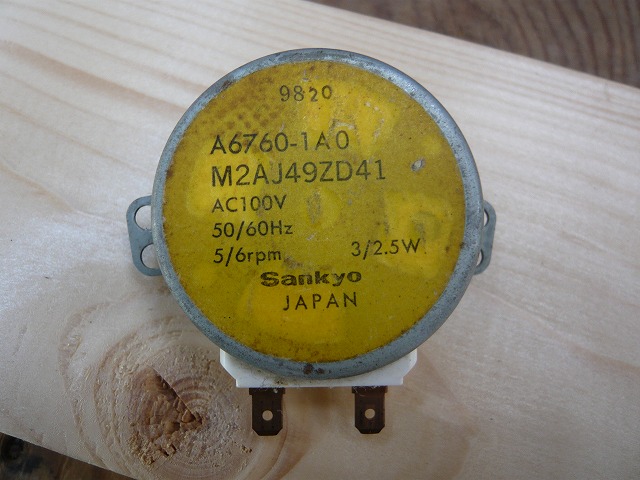 9820
A6760-1A0
M2AJ49ZD41
AC100V
50/60Hz
5/6rpm 3/2.5W
Sankyo
JAPAN